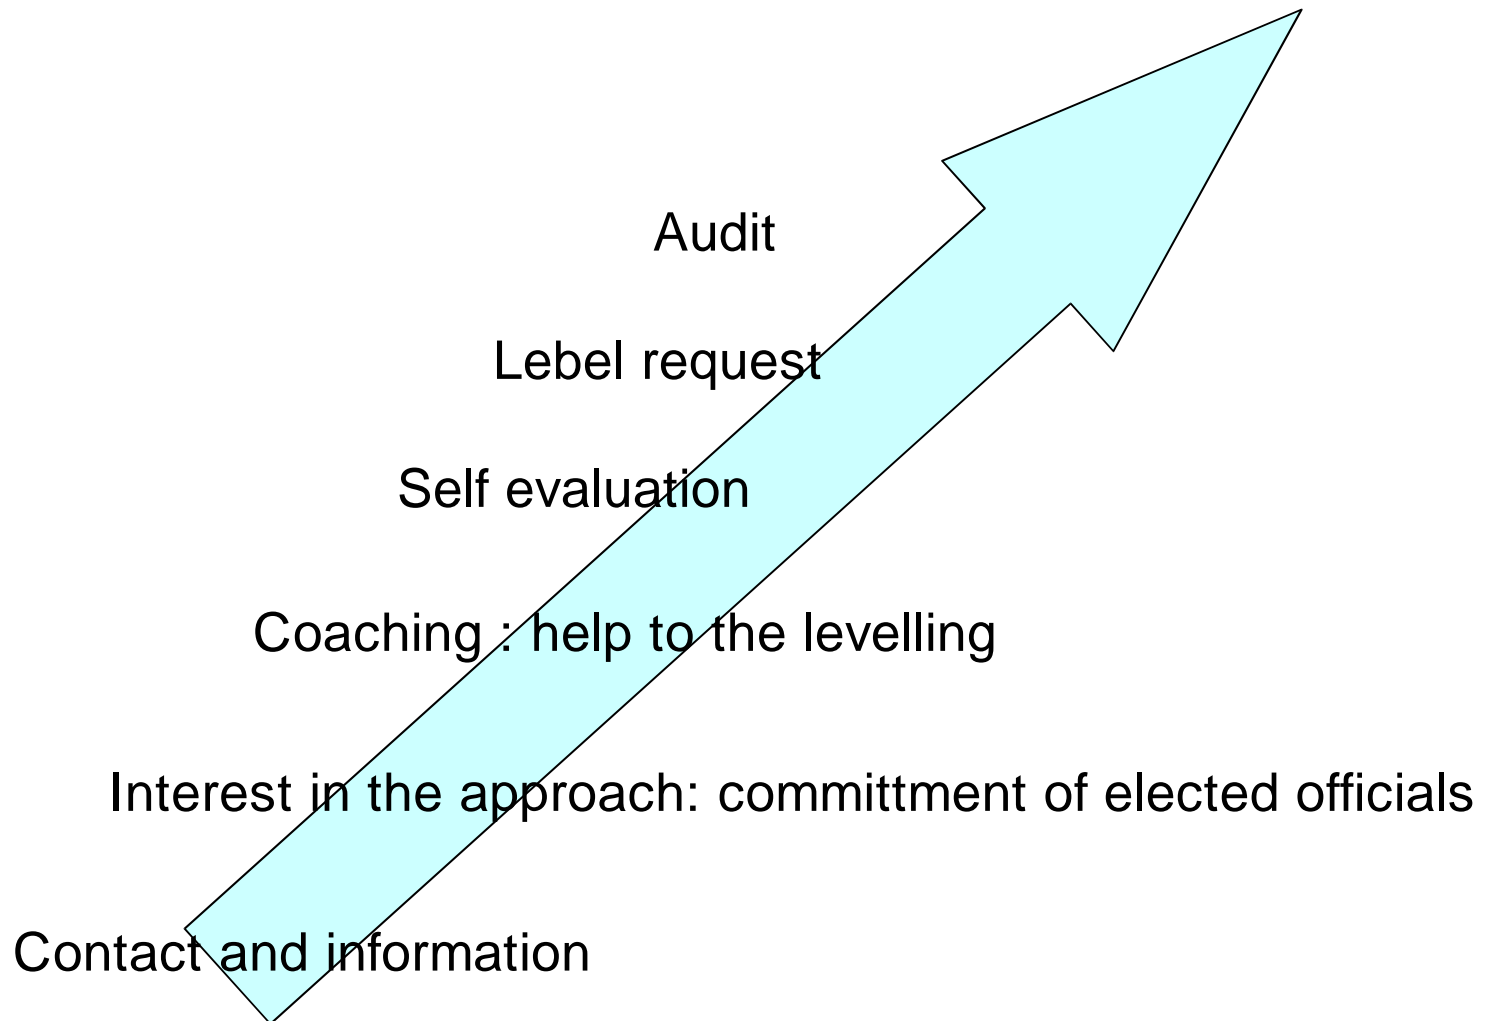 Audit
Lebel request
Self evaluation
Coaching : help to the levelling
Interest in the approach: committment of elected officials
Contact and information